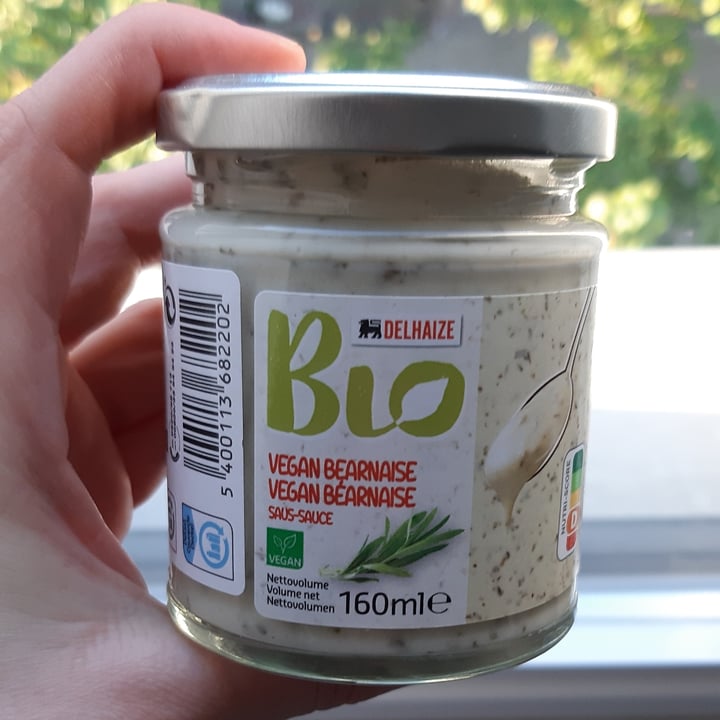 5 400113 682202
BIO
DELHAIZE
VEGAN BEARNAISE
VEGAN BÉARNAISE
SAUS-SAUCE
VEGAN
Nettovolume
Volume net
Nettovolumen
160ml℮
NUTRI-SCORE
D